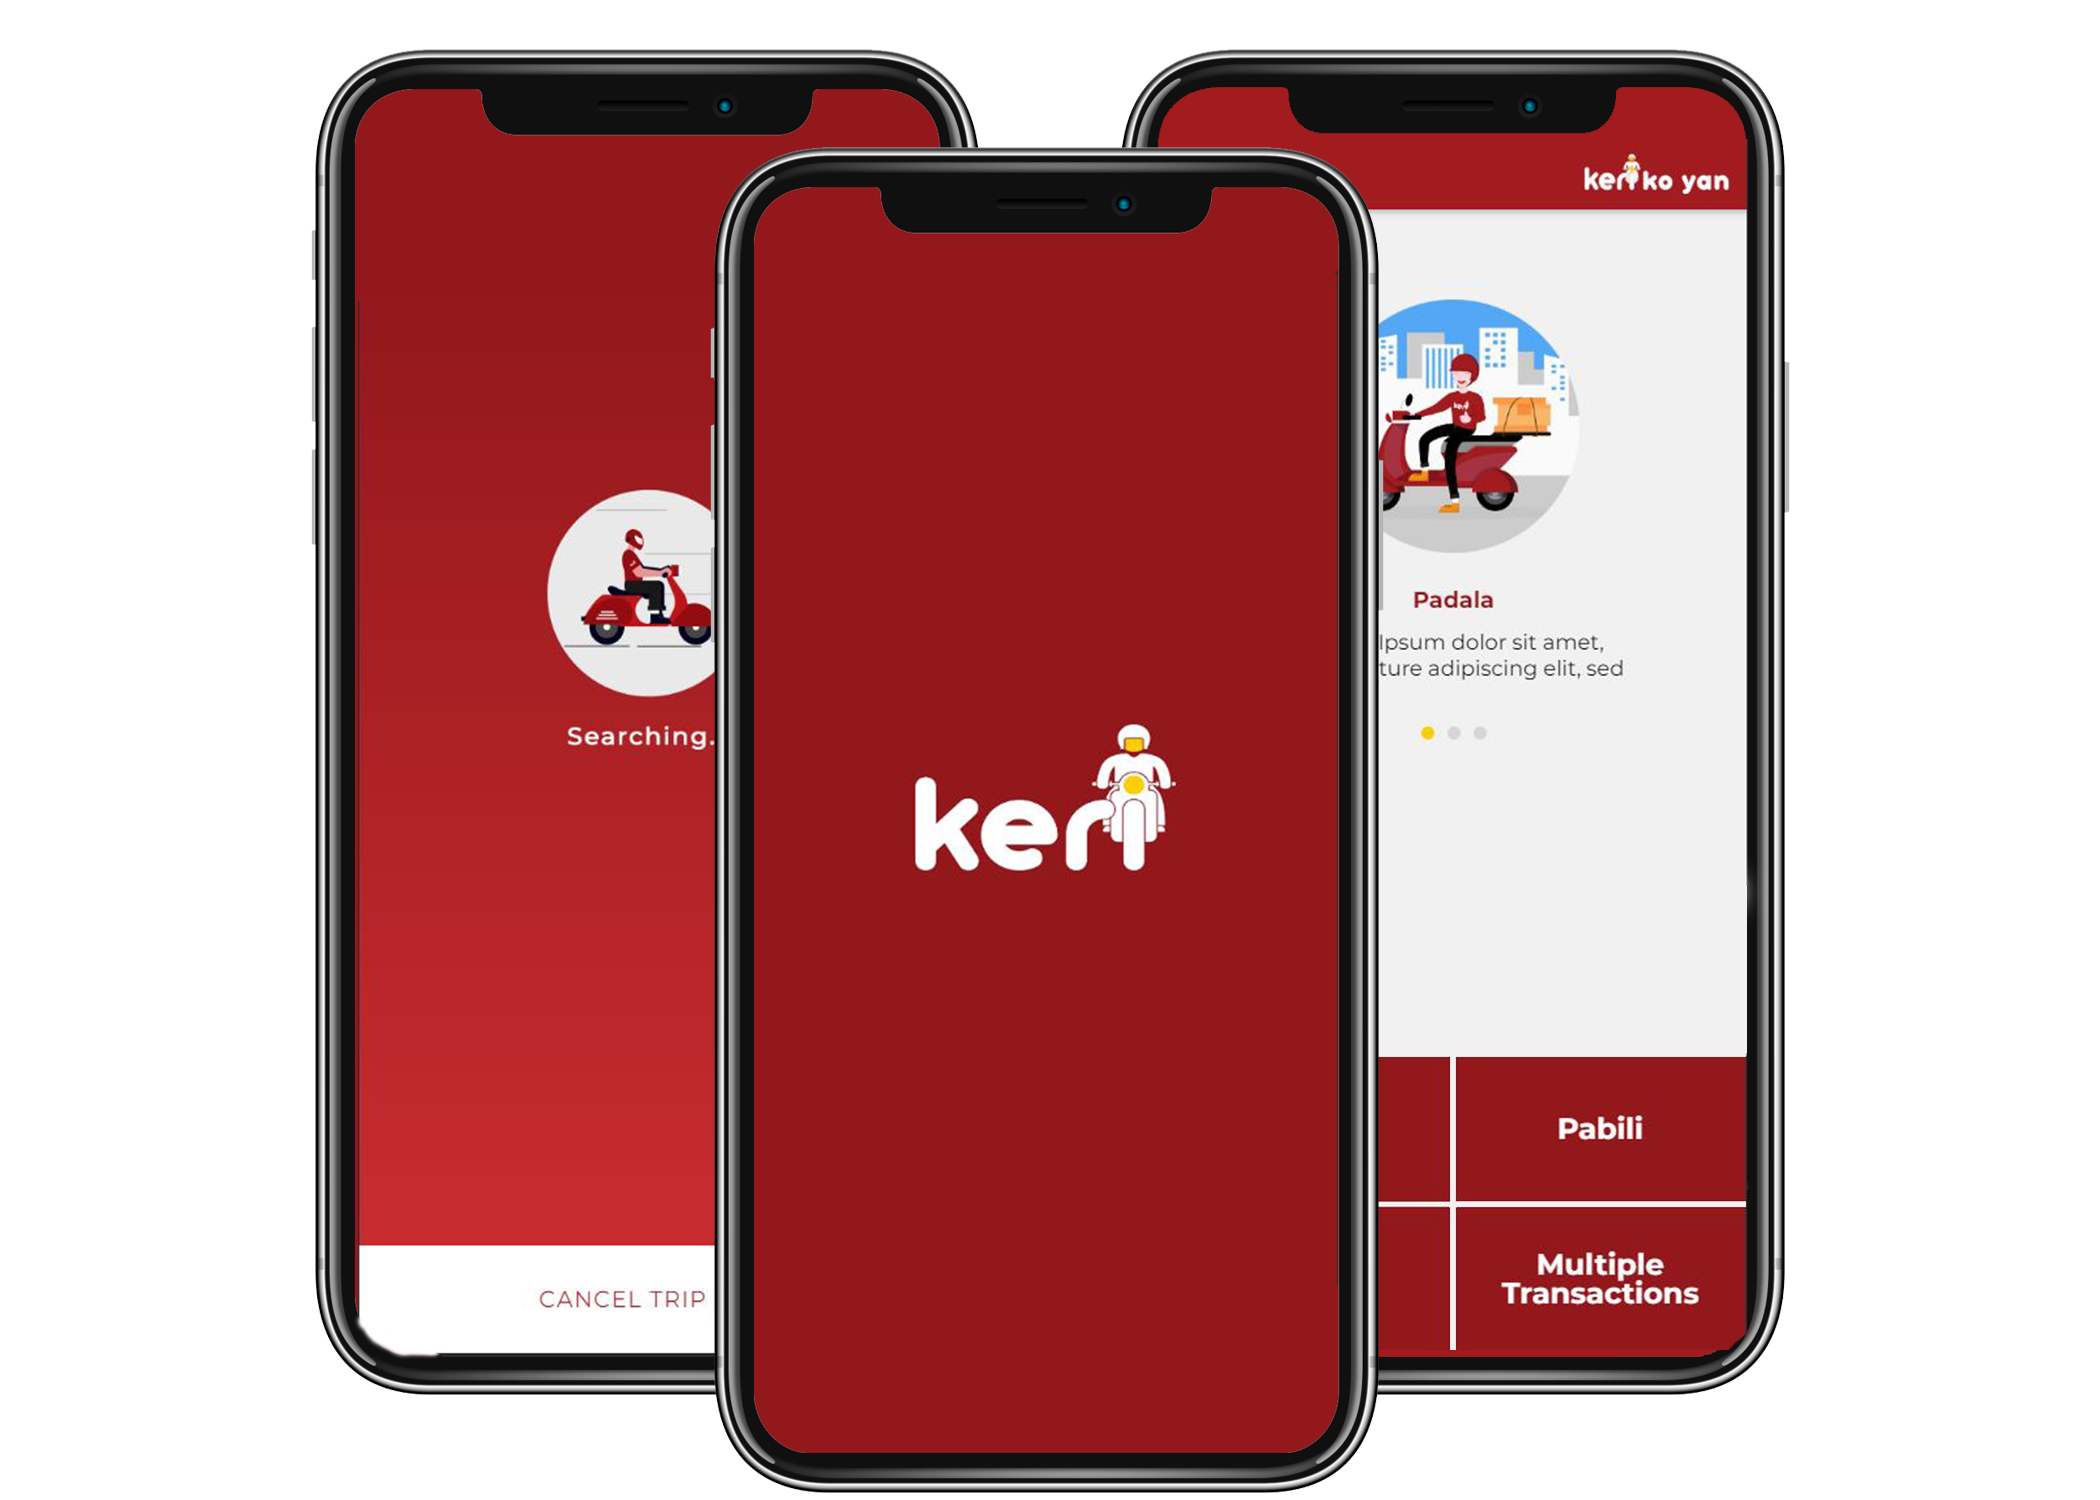 Searching.
CANCEL TRIP
keri
keri ko yan
keri
Padala
Ipsum dolor sit amet,
ture adipiscing elit, sed
Pabili
Multiple
Transactions